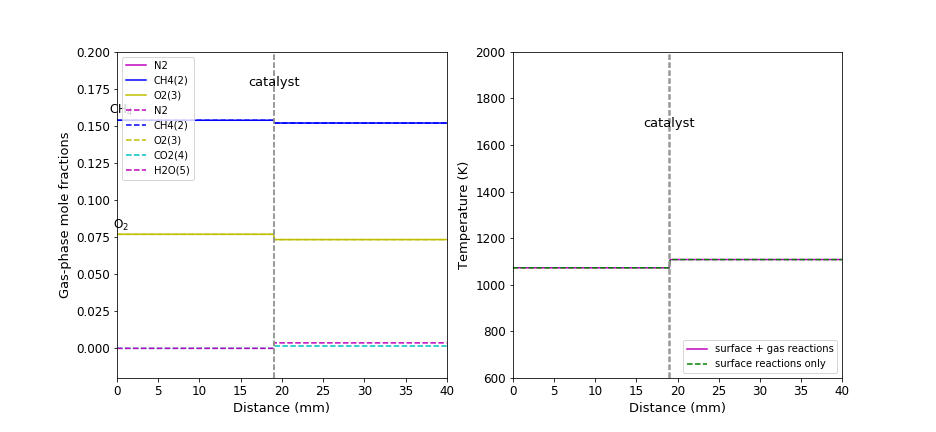 0.200
0.175
0.150
0.125
0.100
0.075
0.050
0.025
0.000
Gas-phase mole fractions
N2
CH4(2)
O2(3)
N2
CH4(2)
O2(3)
CO2(4)
H2O(5)
catalyst
O₂
0 5 10 15 20 25 30 35 40
Distance (mm)
2000
1800
1600
1400
1200
1000
800
600
Temperature (K)
catalyst
surface + gas reactions
surface reactions only
0 5 10 15 20 25 30 35 40
Distance (mm)